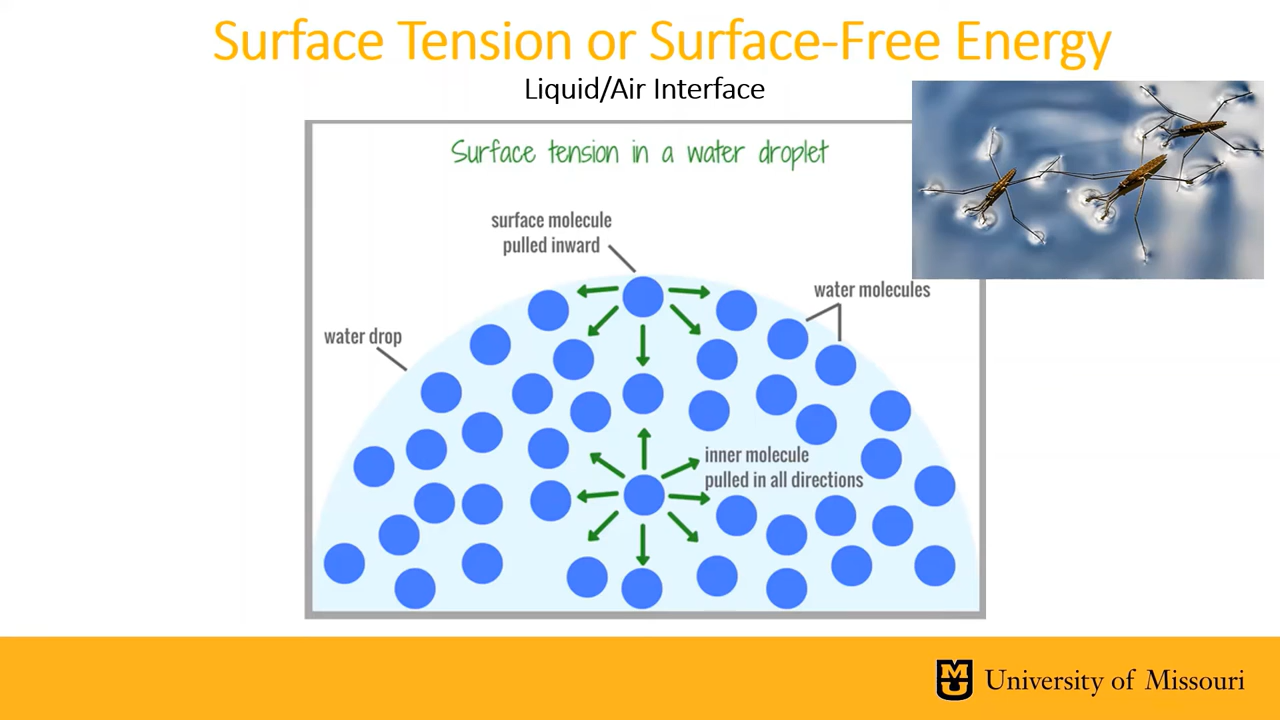 Surface Tension or Surface-Free Energy
Liquid/Air Interface
Surface tension in a water droplet
surface molecule
pulled inward
water molecules
water drop
inner molecule
pulled in all directions
MU
University of Missouri